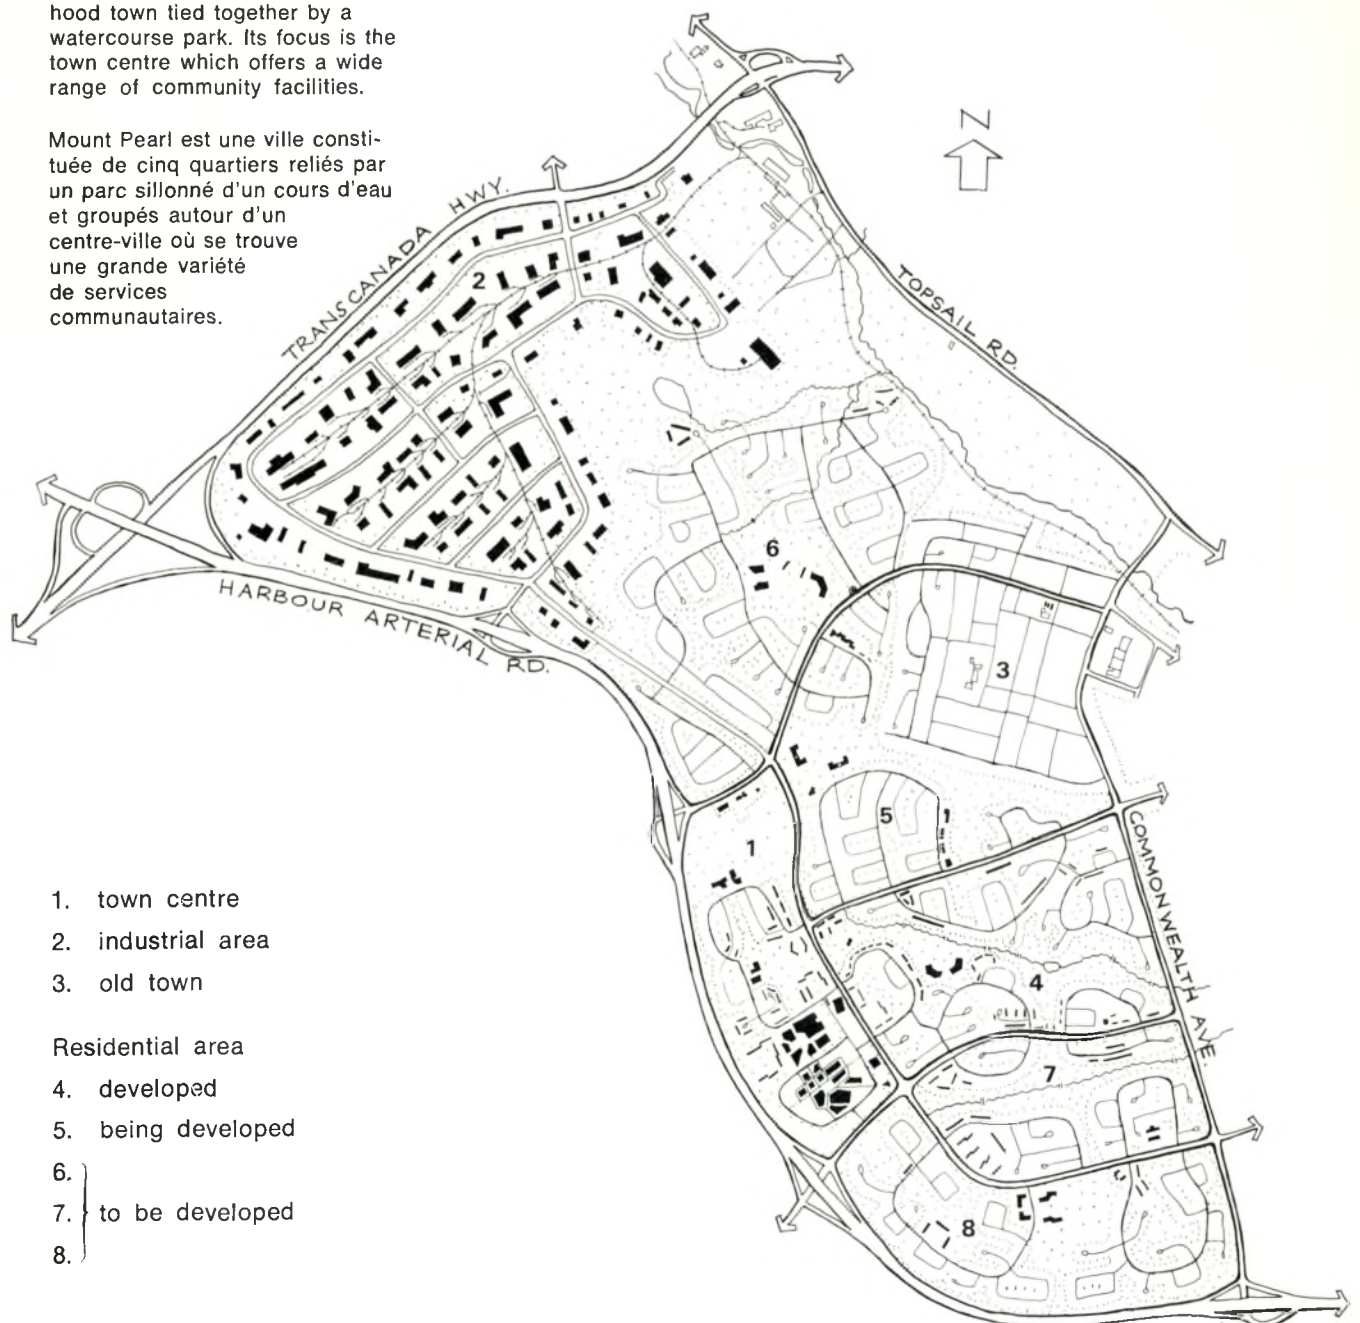 hood town tied together by a
watercourse park. Its focus is the
town centre which offers a wide
range of community facilities.
Mount Pearl est une ville consti-
tuée de cinq quartiers reliés par
un parc sillonné d'un cours d'eau
et groupés autour d'un
centre-ville où se trouve
une grande variété
de services
communautaires.
N
TRANSCANADA HWY.
TOPSAIL RD.
2
6
HARBOUR ARTERIAL RD.
3
5
1
COMMONWEALTH AVE.
4
7
8
1. town centre
2. industrial area
3. old town
Residential area
4. developed
5. being developed
6.
7. to be developed
8.